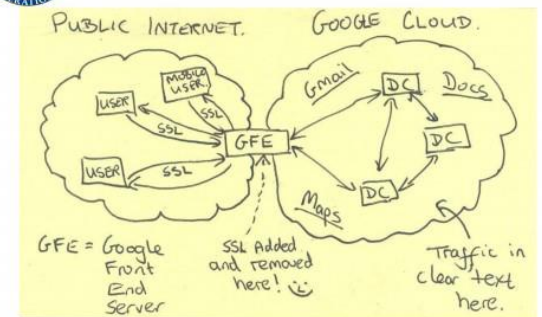 PUBLIC INTERNET.
GOOGLE CLOUD.
MOBILE
USER.
USER
SSL
SSL
GFE
USER
SSL
Gmail
DC
Docs
DC
Maps
DC
GFE = Google
Front
End
Server
SSL Added
and removed
here!
Traffic in
clear text
here.